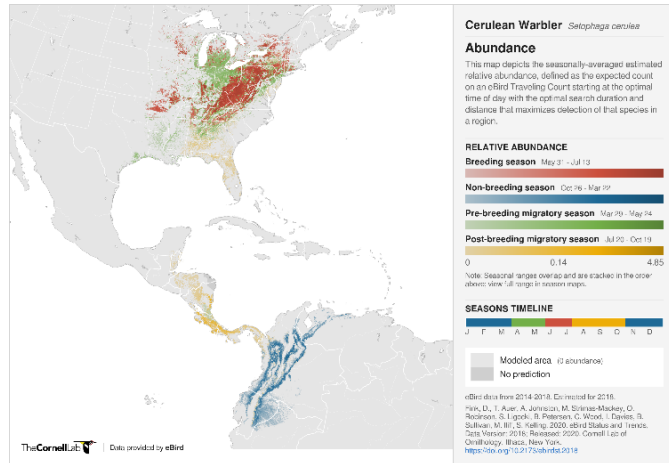 Cerulean Warbler Setophaga cerulea
Abundance
This map depicts the seasonally-averaged estimated
relative abundance, defined as the expected count
on an eBird Traveling Count starting at the optimal
time of day with the optimal search duration and
distance that maximizes detection of that species in
a region.
RELATIVE ABUNDANCE
Breeding season May 31 - Jul 13
Non-breeding season Oct 26 - Mar 22
Pre-breeding migratory season Mar 29 - May 24
Post-breeding migratory season Jul 20 - Oct 19
0 0.14 4.85
Note: Seasonal ranges overlap and are stacked in the order
above; view full range in season maps.
SEASONS TIMELINE
J F M A M J J A S O N D
Modeled area (0 abundance)
No prediction
eBird data from 2014-2018. Estimated for 2018.
Fink, D., T. Auer, A. Johnston, M. Strimas-Mackey, O.
Robinson, S. Ligocki, B. Petersen, C. Wood, I. Davies, B.
Sullivan, M. Iliff, S. Kelling. 2020. eBird Status and Trends,
Data Version: 2018; Released: 2020. Cornell Lab of
Ornithology, Ithaca, New York.
https://doi.org/10.2173/ebirdst.2018
TheCornellLab Data provided by eBird